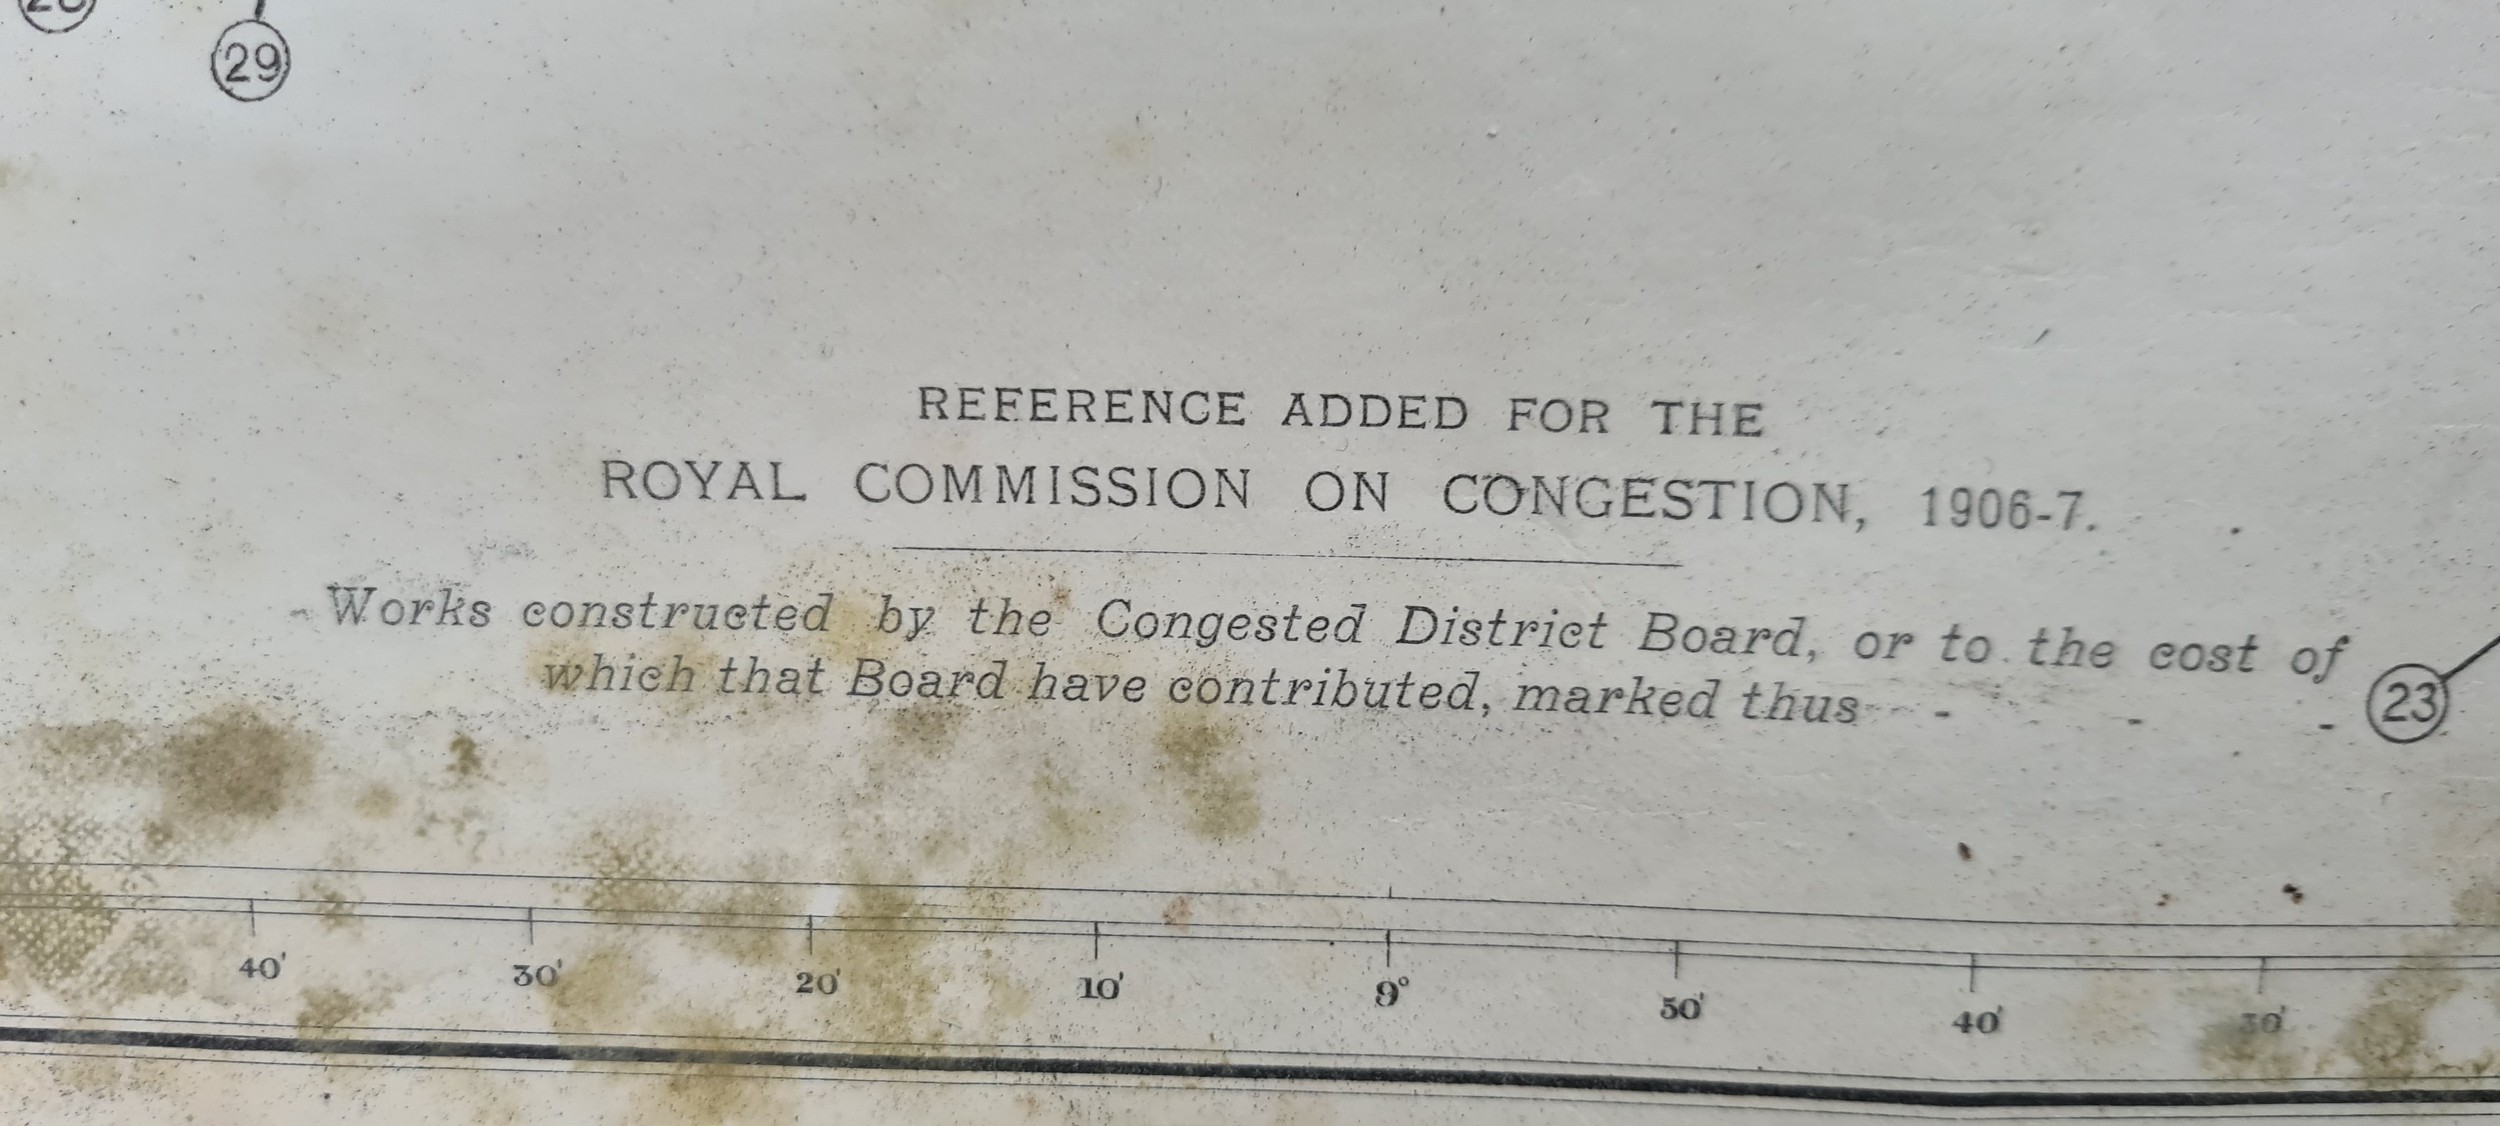 29
REFERENCE ADDED FOR THE
ROYAL COMMISSION ON CONGESTION, 1906-7.
Works constructed by the Congested District Board, or to the cost of
which that Board have contributed, marked thus - - - 23
40' 30' 20' 10' 9° 50' 40' 30'